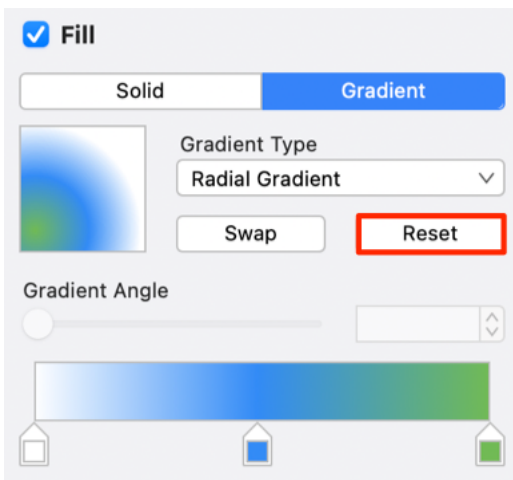 Fill
Solid Gradient
Gradient Type
Radial Gradient
Swap Reset
Gradient Angle